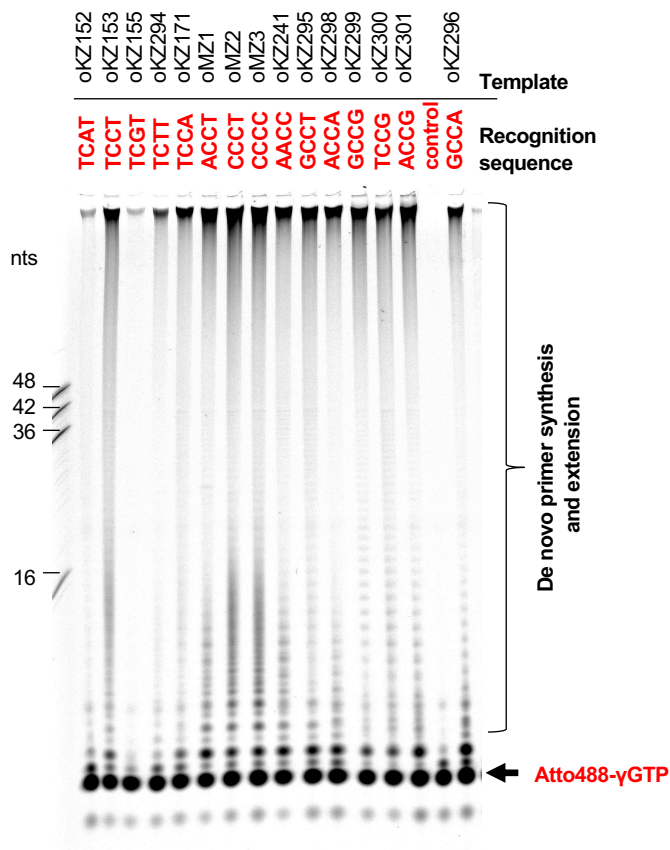 oKZ152
oKZ153
oKZ155
oKZ294
oKZ171
oMZ1
oMZ2
oMZ3
oKZ241
oKZ295
oKZ298
oKZ299
oKZ300
oKZ301
oKZ296
Template
TCAT
TCCT
TCGT
TCTT
TCCA
ACCT
CCCT
CCCC
AACC
GCCT
ACCA
GCCG
TCCG
ACCG
control
GCCA
Recognition
sequence
nts
48
42
36
16
De novo primer synthesis
and extension
Atto488-γGTP